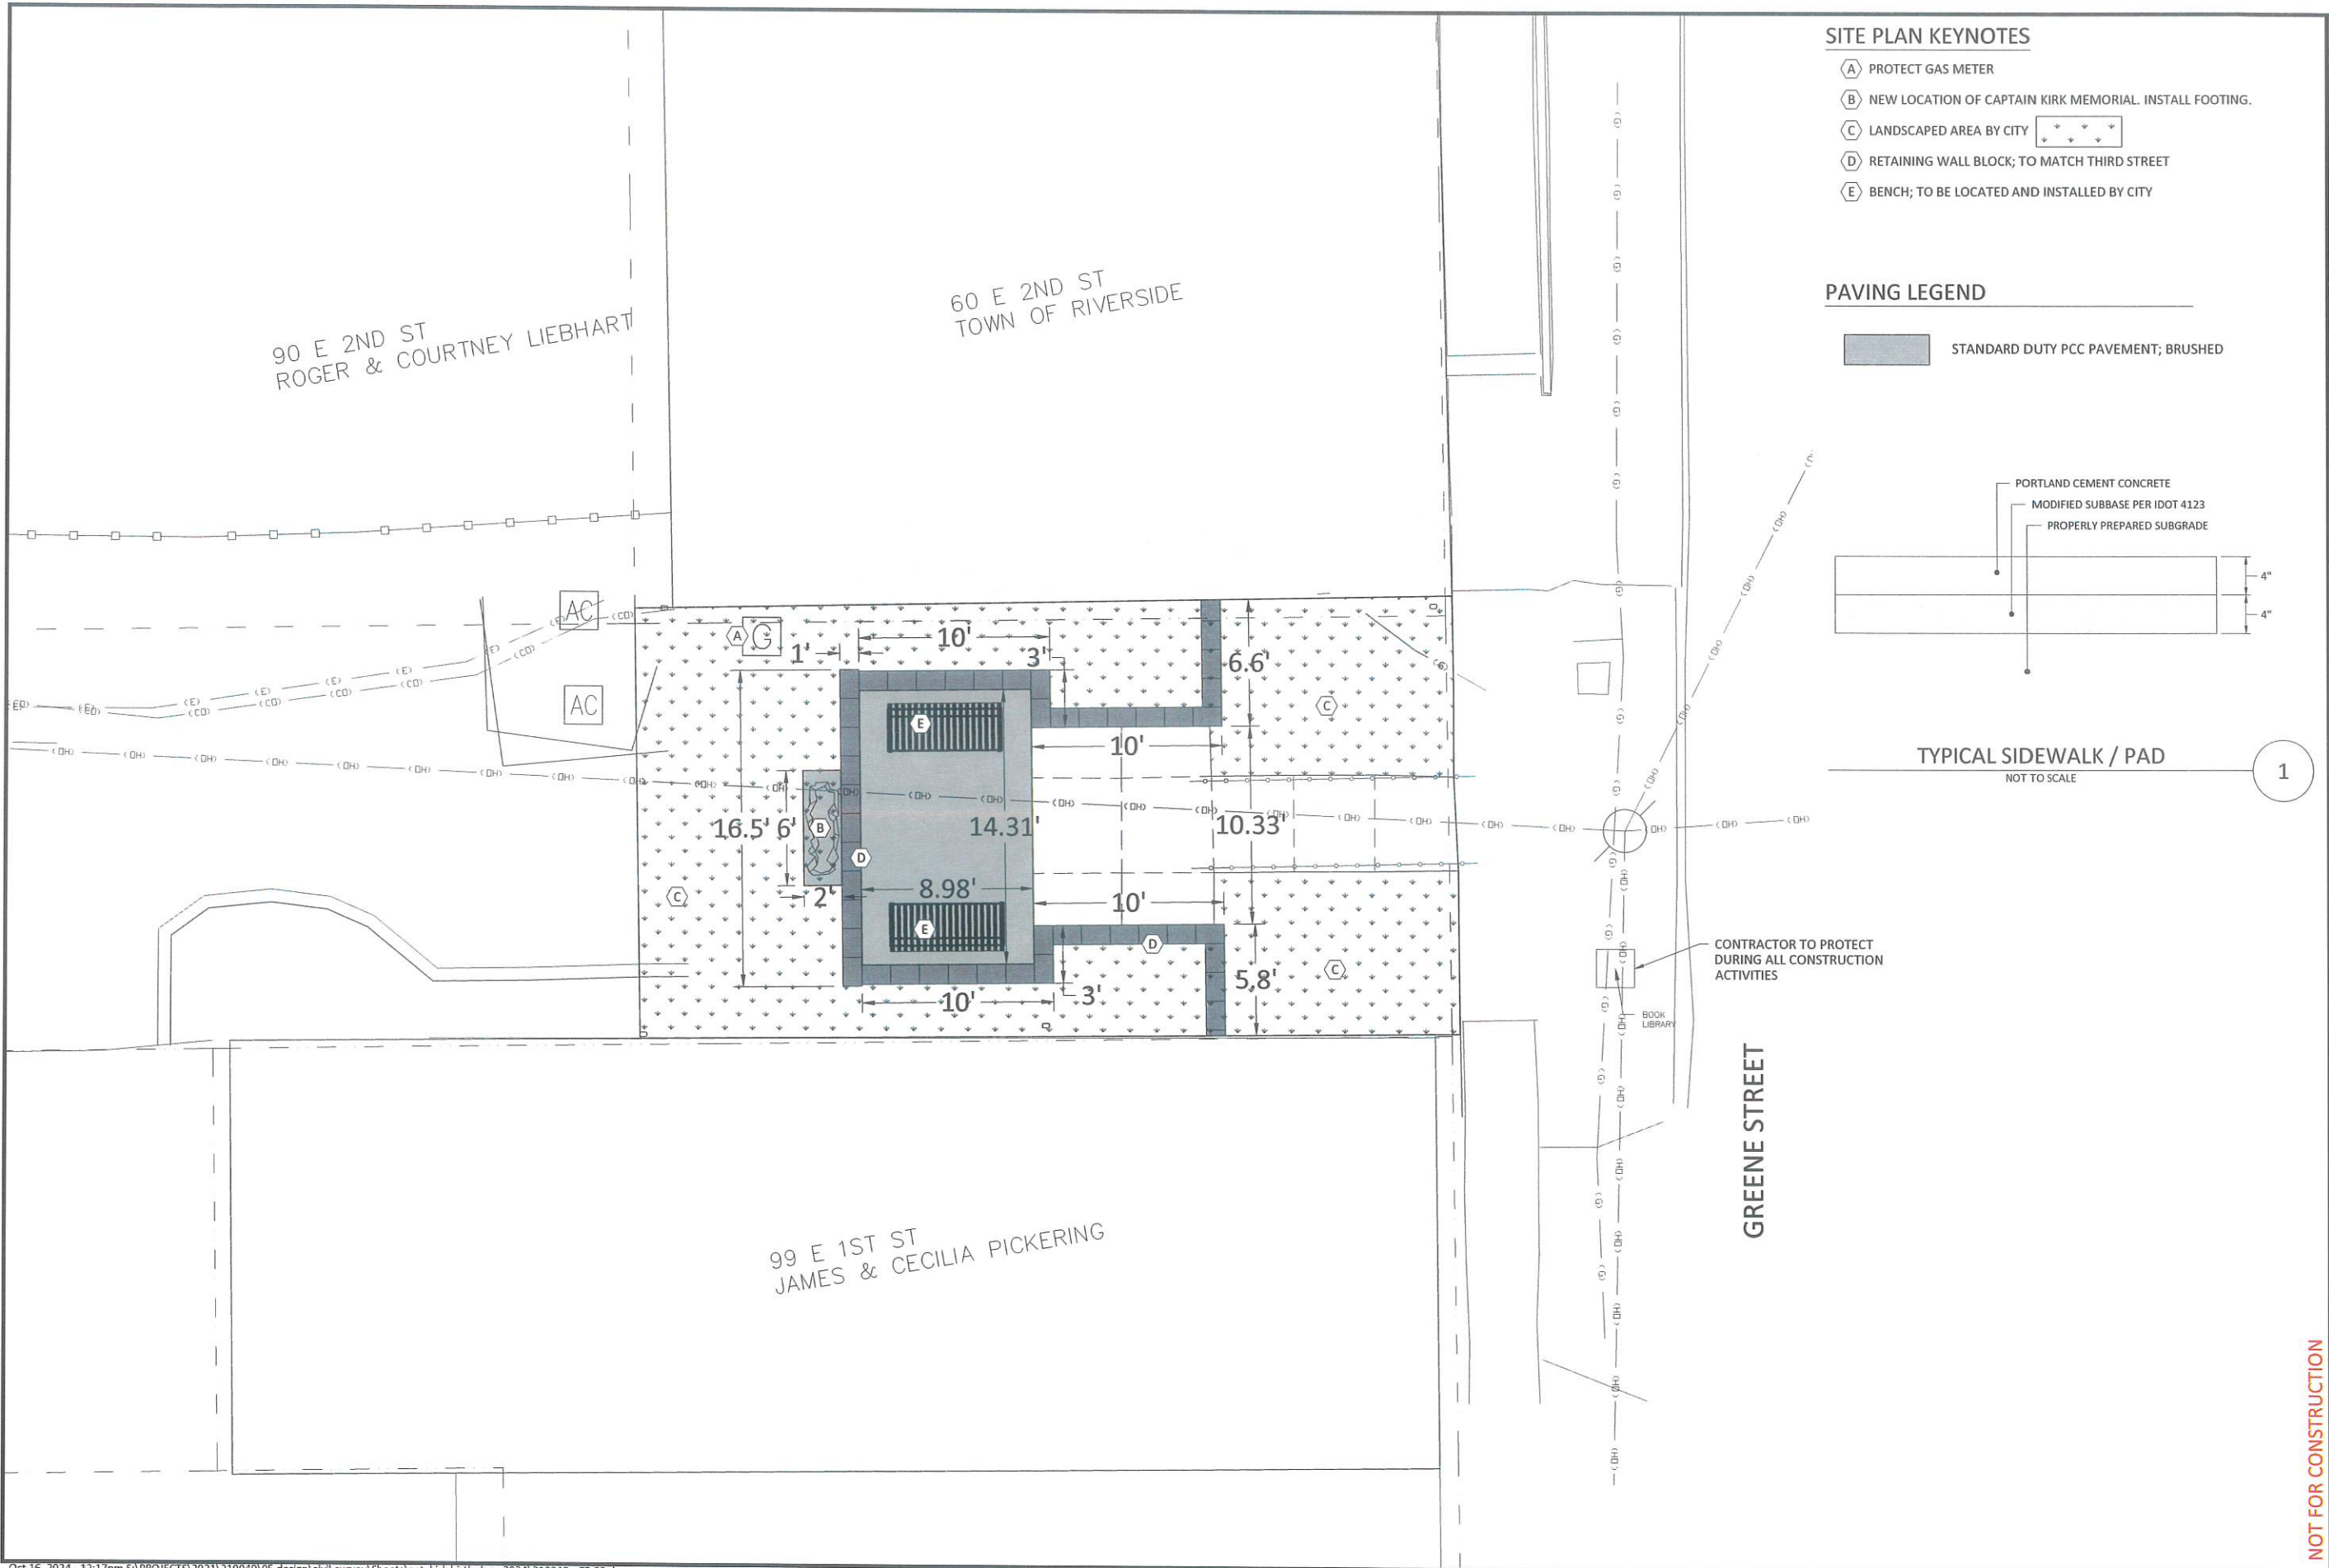 SITE PLAN KEYNOTES
A PROTECT GAS METER
B NEW LOCATION OF CAPTAIN KIRK MEMORIAL. INSTALL FOOTING.
C LANDSCAPED AREA BY CITY
D RETAINING WALL BLOCK; TO MATCH THIRD STREET
E BENCH; TO BE LOCATED AND INSTALLED BY CITY
PAVING LEGEND
STANDARD DUTY PCC PAVEMENT; BRUSHED
PORTLAND CEMENT CONCRETE
MODIFIED SUBBASE PER IDOT 4123
PROPERLY PREPARED SUBGRADE
4"
4"
TYPICAL SIDEWALK / PAD
NOT TO SCALE
1
90 E 2ND ST
ROGER & COURTNEY LIEBHART
60 E 2ND ST
TOWN OF RIVERSIDE
AC
AC
A G
1'
10'
3'
6.6'
C
E
10'
16.5'
6'
B
14.31'
10.33'
D
C
2'
8.98'
10'
E
D
C
5.8'
10'
3'
CONTRACTOR TO PROTECT
DURING ALL CONSTRUCTION
ACTIVITIES
BOOK
LIBRARY
GREENE STREET
99 E 1ST ST
JAMES & CECILIA PICKERING
NOT FOR CONSTRUCTION